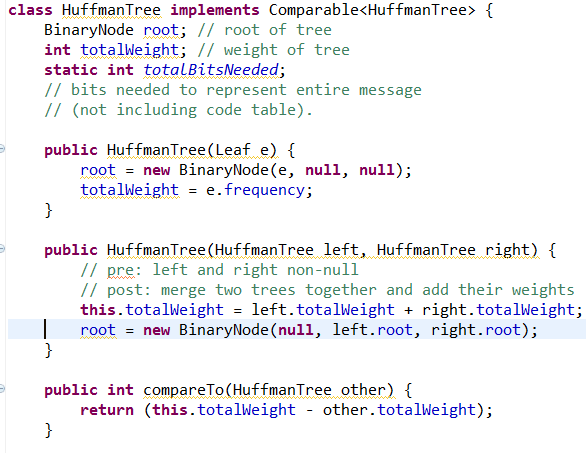 class HuffmanTree implements Comparable<HuffmanTree> {
    BinaryNode root; // root of tree
    int totalWeight; // weight of tree
    static int totalBitsNeeded;
    // bits needed to represent entire message
    // (not including code table).
    public HuffmanTree(Leaf e) {
        root = new BinaryNode(e, null, null);
        totalWeight = e.frequency;
    }
    public HuffmanTree(HuffmanTree left, HuffmanTree right) {
        // pre: left and right non-null
        // post: merge two trees together and add their weights
        this.totalWeight = left.totalWeight + right.totalWeight;
        root = new BinaryNode(null, left.root, right.root);
    }
    public int compareTo(HuffmanTree other) {
        return (this.totalWeight - other.totalWeight);
    }